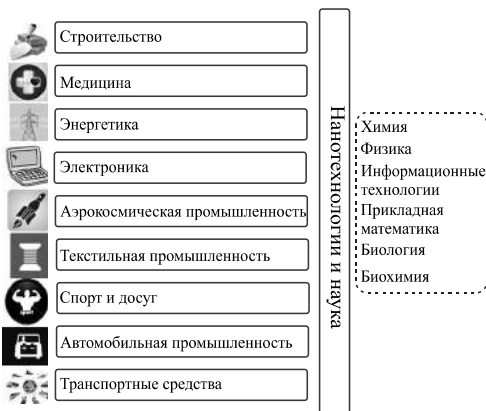 Строительство
Медицина
Энергетика
Электроника
Аэрокосмическая промышленность
Текстильная промышленность
Спорт и досуг
Автомобильная промышленность
Транспортные средства
Нанотехнологии и наука
Химия
Физика
Информационные
технологии
Прикладная
математика
Биология
Биохимия